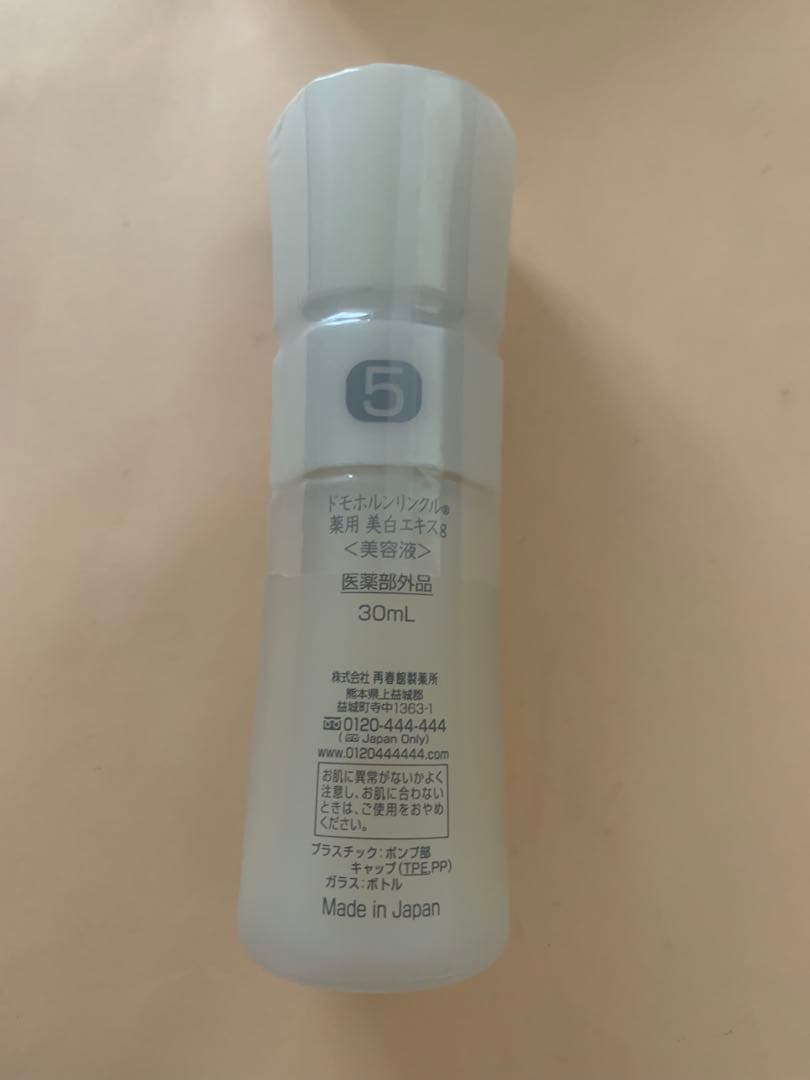 5
ドモホルンリンクル®
薬用 美白エキスg
<美容液>
医薬部外品
30mL
株式会社 再春館製薬所
熊本県上益城郡
益城町寺中1363-1
0120-444-444
( Japan Only)
www.0120444444.com
お肌に異常がないかよく
注意し、お肌に合わない
ときは、ご使用をおやめ
ください。
プラスチック:ポンプ部
キャップ(TPE,PP)
ガラス:ボトル
Made in Japan